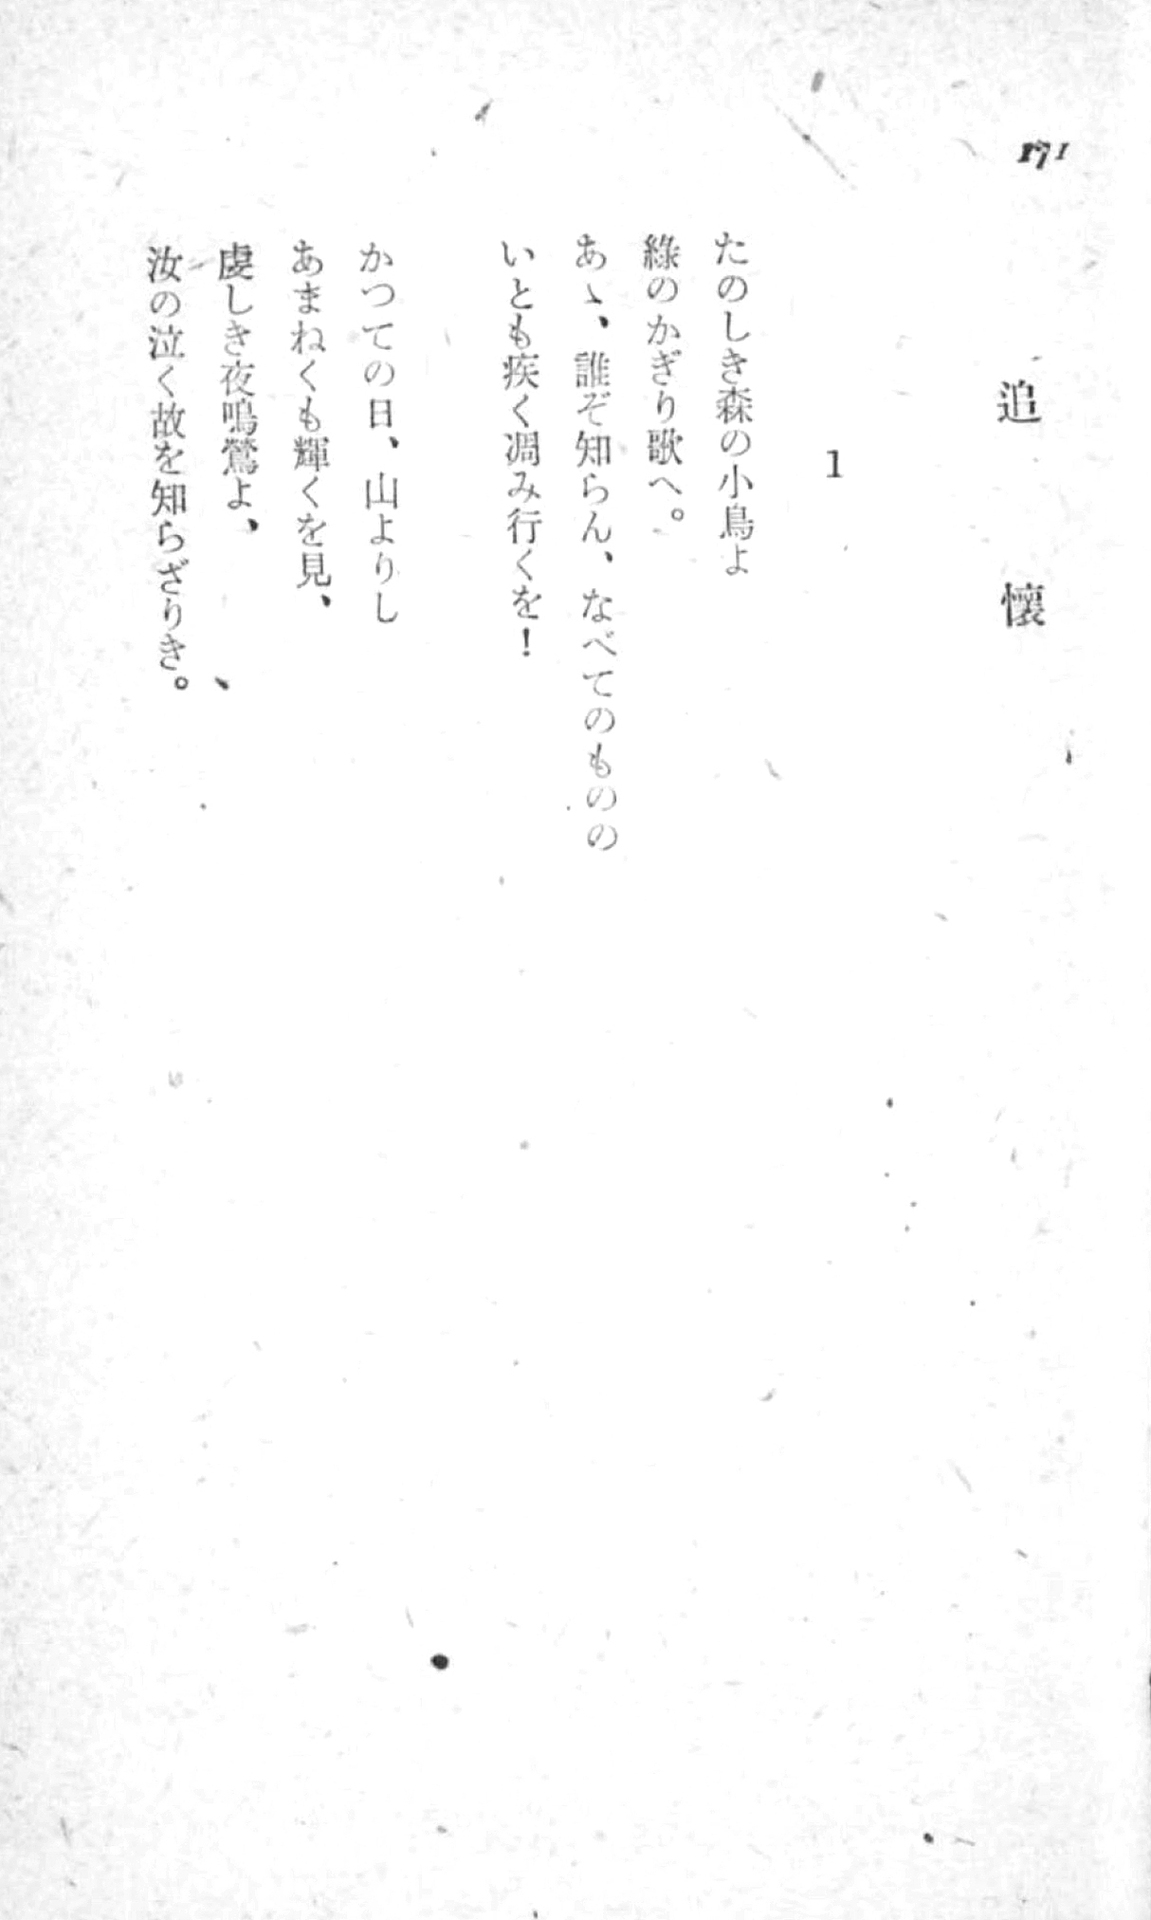 171
追懷
1
たのしき森の小鳥よ
綠のかぎり歌へ。
あゝ、誰ぞ知らん、なべてのものの
いとも疾く凋み行くを！
かつての日、山よりし
あまねくも輝くを見、
虔しき夜鳴鶯よ、
汝の泣く故を知らざりき。